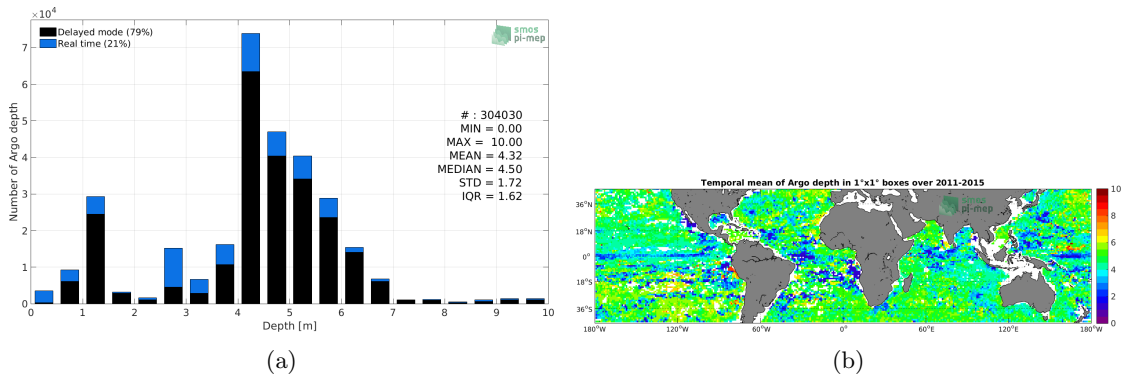 ×10⁴
Delayed mode (79%)
Real time (21%)
smos
pi-mep
7
6
5
4
3
2
1
0
Number of Argo depth
# : 304030
MIN = 0.00
MAX = 10.00
MEAN = 4.32
MEDIAN = 4.50
STD = 1.72
IQR = 1.62
0 1 2 3 4 5 6 7 8 9 10
Depth [m]
(a)
Temporal mean of Argo depth in 1°x1° boxes over 2011-2015
smos
pi-mep
36°N
18°N
0°
18°S
36°S
180°W 120°W 60°W 0° 60°E 120°E 180°W
10
8
6
4
2
0
(b)